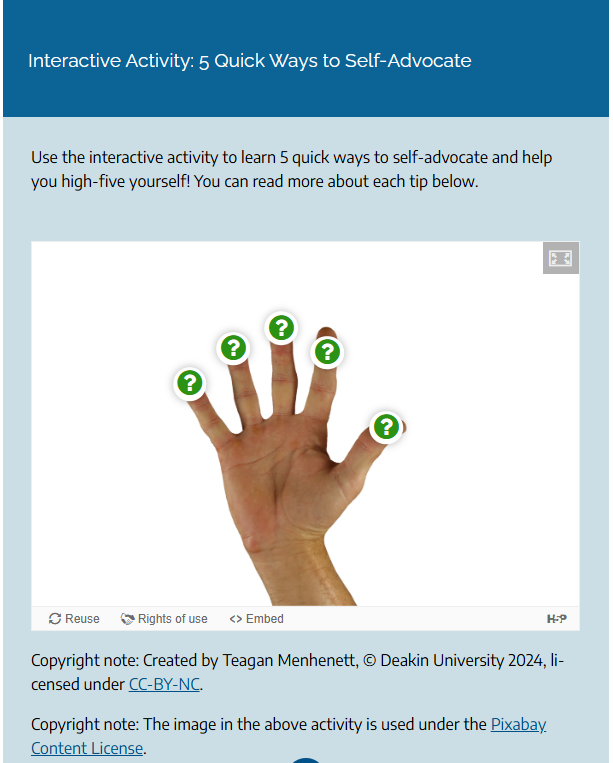 Interactive Activity: 5 Quick Ways to Self-Advocate
Use the interactive activity to learn 5 quick ways to self-advocate and help
you high-five yourself! You can read more about each tip below.
?
?
?
?
?
Reuse
Rights of use
<> Embed
H5P
Copyright note: Created by Teagan Menhenett, © Deakin University 2024, li-
censed under CC-BY-NC.
Copyright note: The image in the above activity is used under the Pixabay
Content License.